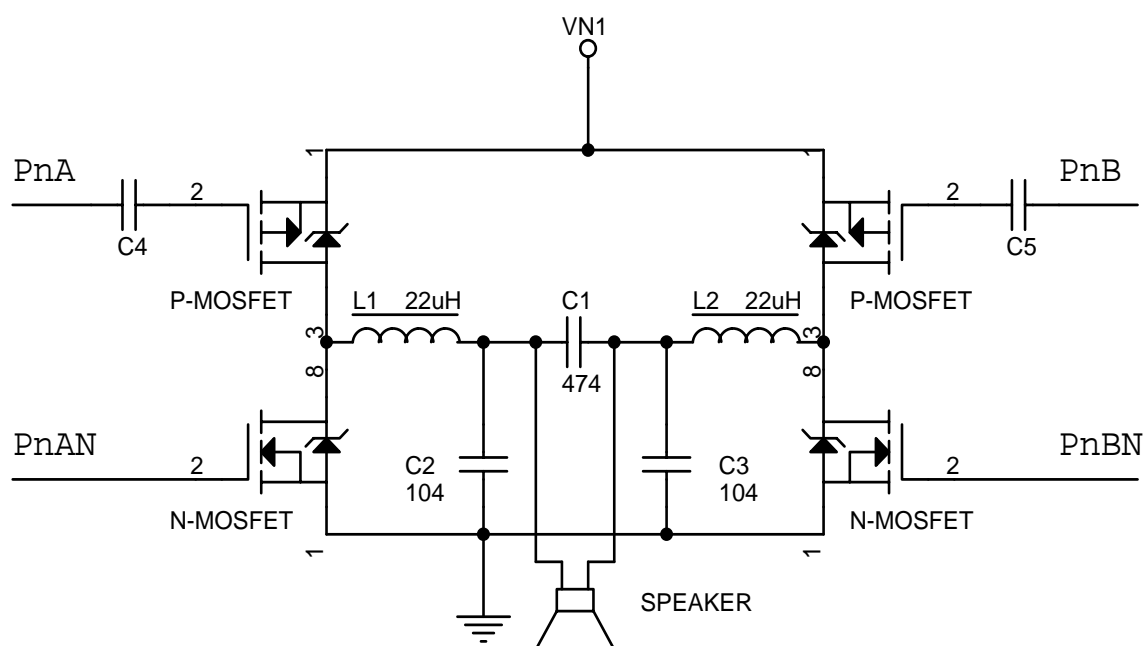 VN1
1
1
PnA
2
2
PnB
C4
C5
P-MOSFET
P-MOSFET
L1 22uH
C1
L2 22uH
3
3
474
8
8
PnAN
2
2
PnBN
C2
104
C3
104
N-MOSFET
N-MOSFET
1
1
SPEAKER